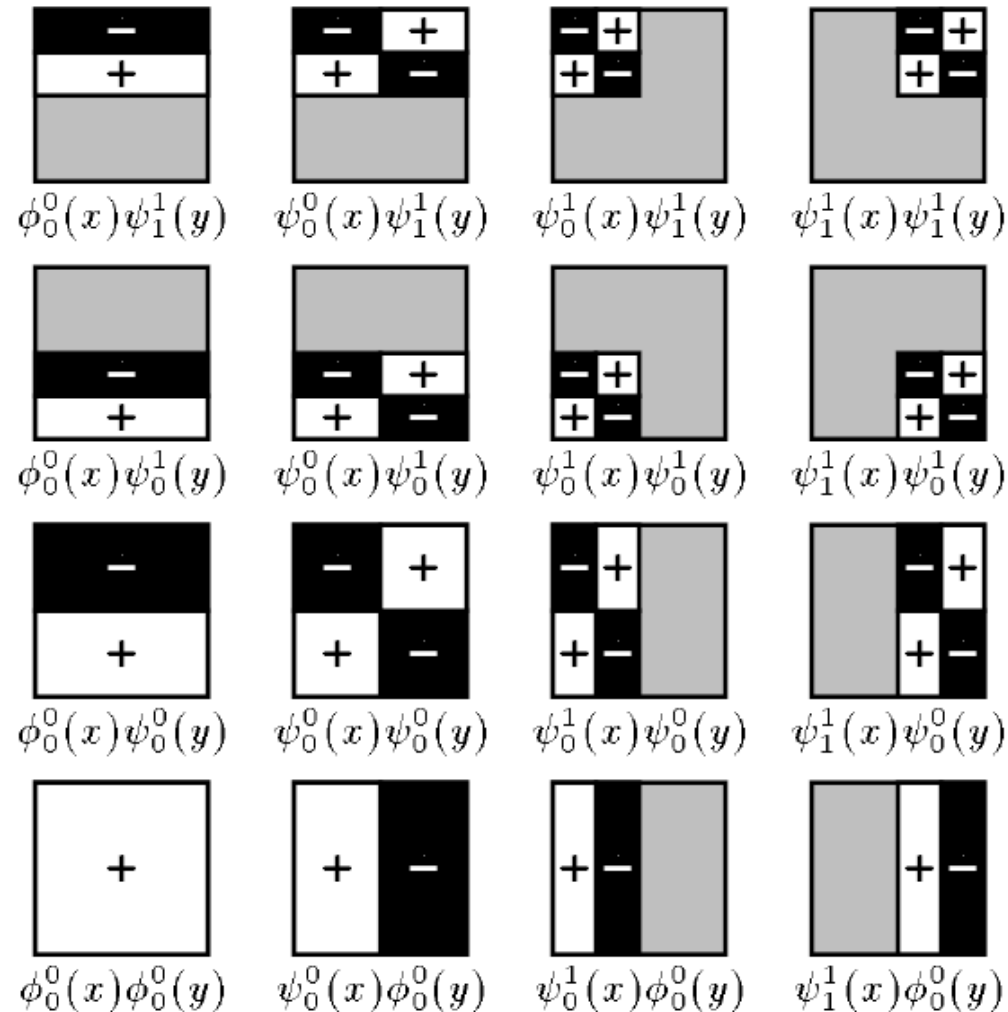 − − + − + − +
+ + − + − + −
ϕ₀⁰(x)ψ₁¹(y) ψ₀⁰(x)ψ₁¹(y) ψ₀¹(x)ψ₁¹(y) ψ₁¹(x)ψ₁¹(y)
− − + − + − +
+ + − + − + −
ϕ₀⁰(x)ψ₀¹(y) ψ₀⁰(x)ψ₀¹(y) ψ₀¹(x)ψ₀¹(y) ψ₁¹(x)ψ₀¹(y)
− − + − + − +
+ + − + − + −
ϕ₀⁰(x)ψ₀⁰(y) ψ₀⁰(x)ψ₀⁰(y) ψ₀¹(x)ψ₀⁰(y) ψ₁¹(x)ψ₀⁰(y)
+ + − + − + −
ϕ₀⁰(x)ϕ₀⁰(y) ψ₀⁰(x)ϕ₀⁰(y) ψ₀¹(x)ϕ₀⁰(y) ψ₁¹(x)ϕ₀⁰(y)